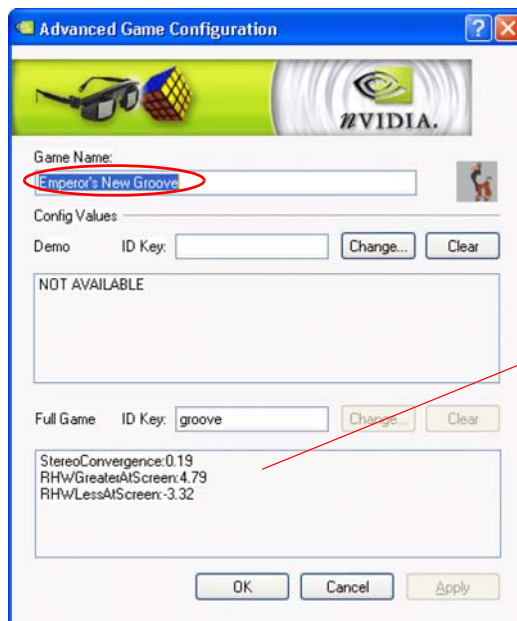 Advanced Game Configuration
nVIDIA.
Game Name:
Emperor's New Groove
Config Values
Demo ID Key: Change... Clear
NOT AVAILABLE
Full Game ID Key: groove Change... Clear
StereoConvergence:0.19
RHWGreaterAtScreen:4.79
RHWLessAtScreen:-3.32
OK Cancel Apply